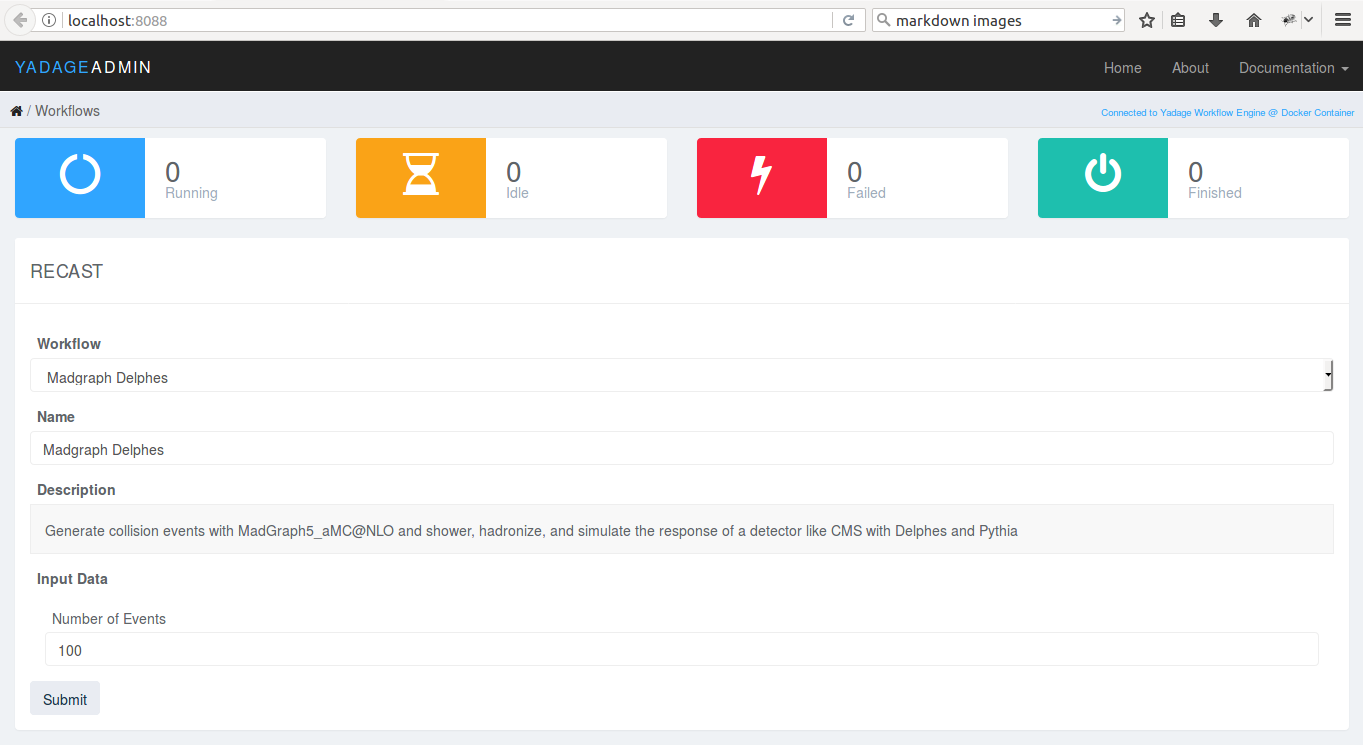 localhost:8088
markdown images
YADAGEADMIN
Home
About
Documentation
/ Workflows
Connected to Yadage Workflow Engine @ Docker Container
0
Running
0
Idle
0
Failed
0
Finished
RECAST
Workflow
Madgraph Delphes
Name
Madgraph Delphes
Description
Generate collision events with MadGraph5_aMC@NLO and shower, hadronize, and simulate the response of a detector like CMS with Delphes and Pythia
Input Data
Number of Events
100
Submit